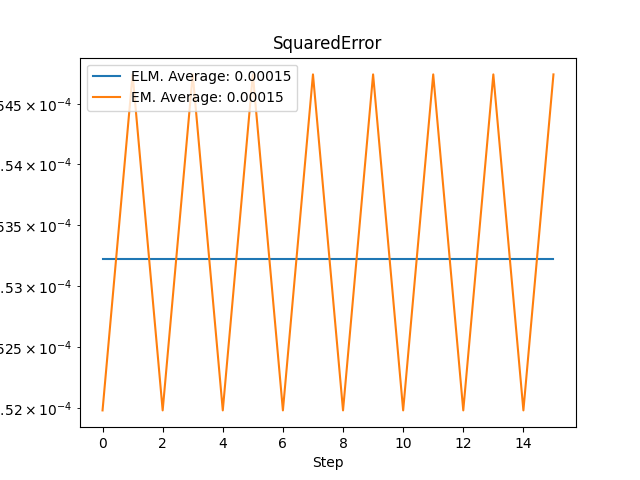 SquaredError
ELM. Average: 0.00015
EM. Average: 0.00015
545 × 10⁻⁴
.54 × 10⁻⁴
535 × 10⁻⁴
.53 × 10⁻⁴
525 × 10⁻⁴
.52 × 10⁻⁴
0 2 4 6 8 10 12 14
Step